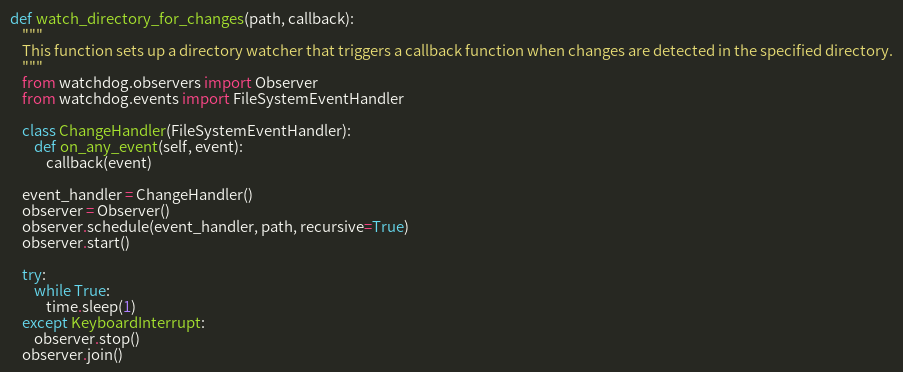 def watch_directory_for_changes(path, callback):
    """
    This function sets up a directory watcher that triggers a callback function when changes are detected in the specified directory.
    """
    from watchdog.observers import Observer
    from watchdog.events import FileSystemEventHandler

    class ChangeHandler(FileSystemEventHandler):
        def on_any_event(self, event):
            callback(event)

    event_handler = ChangeHandler()
    observer = Observer()
    observer.schedule(event_handler, path, recursive=True)
    observer.start()

    try:
        while True:
            time.sleep(1)
    except KeyboardInterrupt:
        observer.stop()
    observer.join()